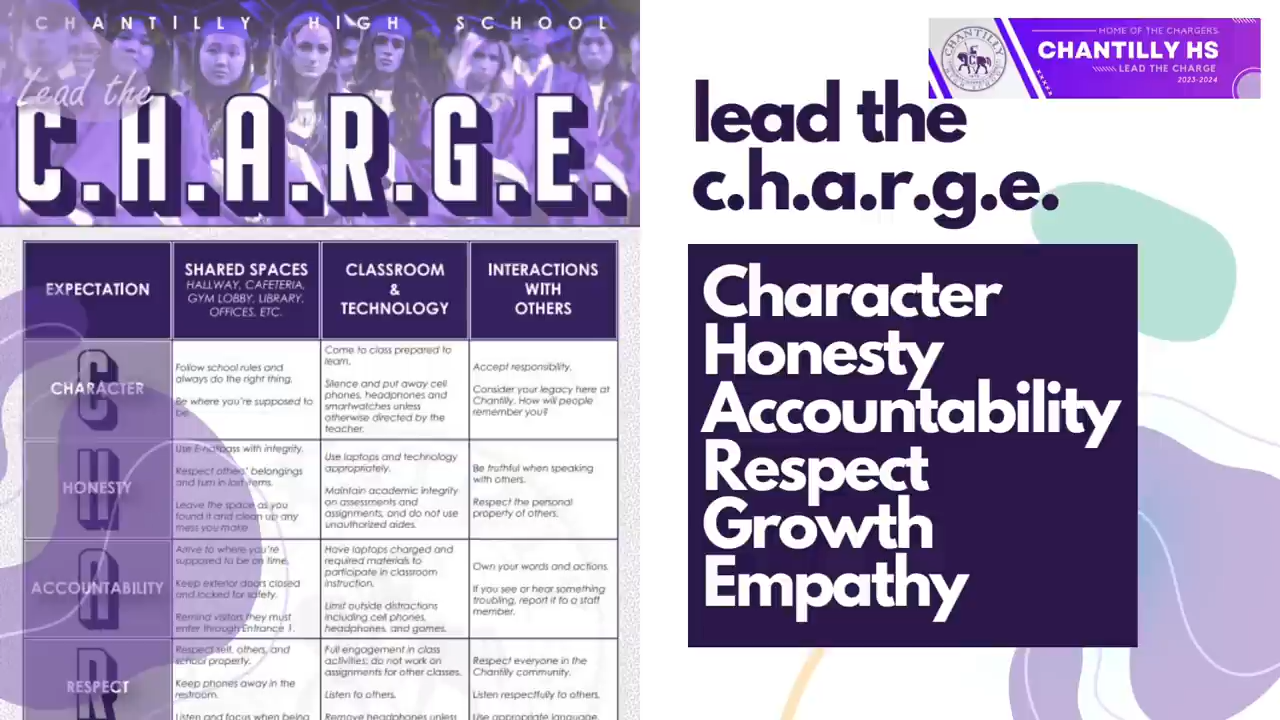 CHANTILLY HIGH SCHOOL
Lead the
C.H.A.R.G.E.
EXPECTATION
SHARED SPACES
HALLWAY, CAFETERIA,
GYM LOBBY, LIBRARY,
OFFICES, ETC.
CLASSROOM
&
TECHNOLOGY
INTERACTIONS
WITH
OTHERS
CHARACTER
Follow school rules and
always do the right thing.
Be where you're supposed to
be.
Come to class prepared to
learn.
Silence and put away cell
phones, headphones and
smartwatches unless
otherwise directed by the
teacher.
Accept responsibility.
Consider your legacy here at
Chantilly. How will people
remember you?
HONESTY
Use E-hallpass with integrity.
Respect others' belongings
and turn in lost items.
Leave the space as you
found it and clean up any
mess you make
Use laptops and technology
appropriately.
Maintain academic integrity
on assessments and
assignments, and do not use
unauthorized aides.
Be truthful when speaking
with others.
Respect the personal
property of others.
ACCOUNTABILITY
Arrive to where you're
supposed to be on time.
Keep exterior doors closed
and locked for safety.
Remind visitors they must
enter through Entrance 1.
Have laptops charged and
required materials to
participate in classroom
instruction.
Limit outside distractions
including cell phones,
headphones, and games.
Own your words and actions.
If you see or hear something
troubling, report it to a staff
member.
RESPECT
Respect self, others, and
school property.
Keep phones away in the
restroom.
Listen and focus when being
Full engagement in class
activities; do not work on
assignments for other classes.
Listen to others.
Remove headphones unless
Respect everyone in the
Chantilly community.
Listen respectfully to others.
Use appropriate language.
C
H
A
R
CHANTILLY
HOME OF THE CHARGERS
CHANTILLY HS
LEAD THE CHARGE
2023-2024
lead the
c.h.a.r.g.e.
Character
Honesty
Accountability
Respect
Growth
Empathy